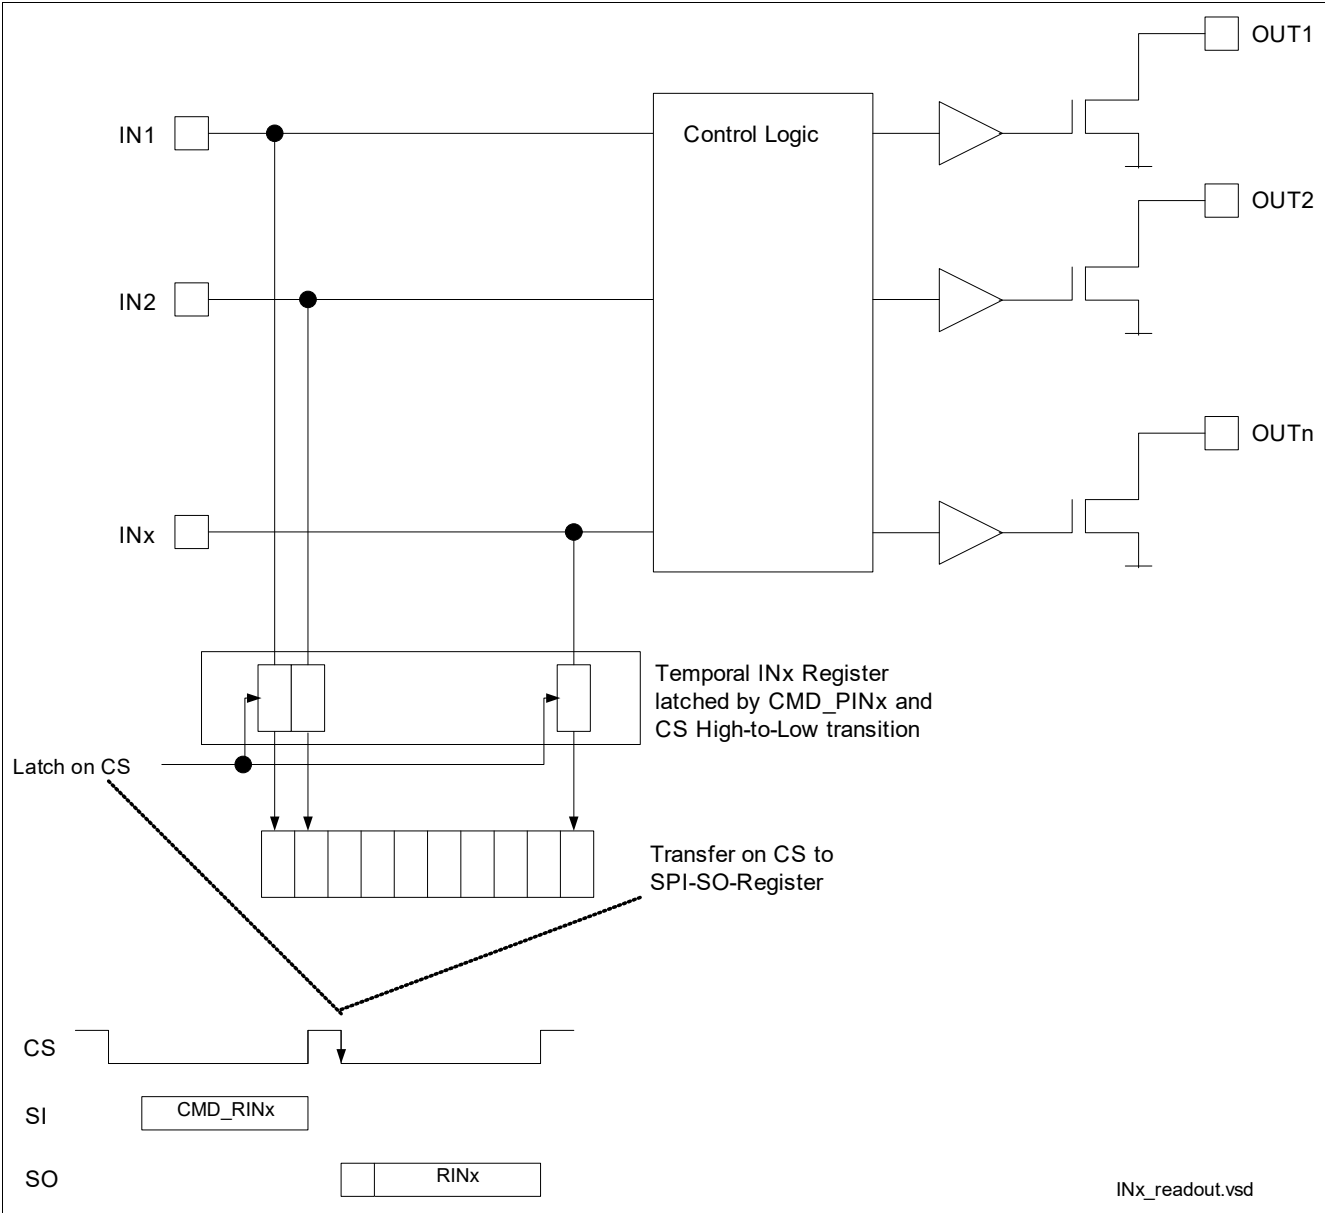 OUT1
IN1
Control Logic
OUT2
IN2
OUTn
INx
Temporal INx Register
latched by CMD_PINx and
CS High-to-Low transition
Latch on CS
Transfer on CS to
SPI-SO-Register
CS
SI
CMD_RINx
SO
RINx
INx_readout.vsd